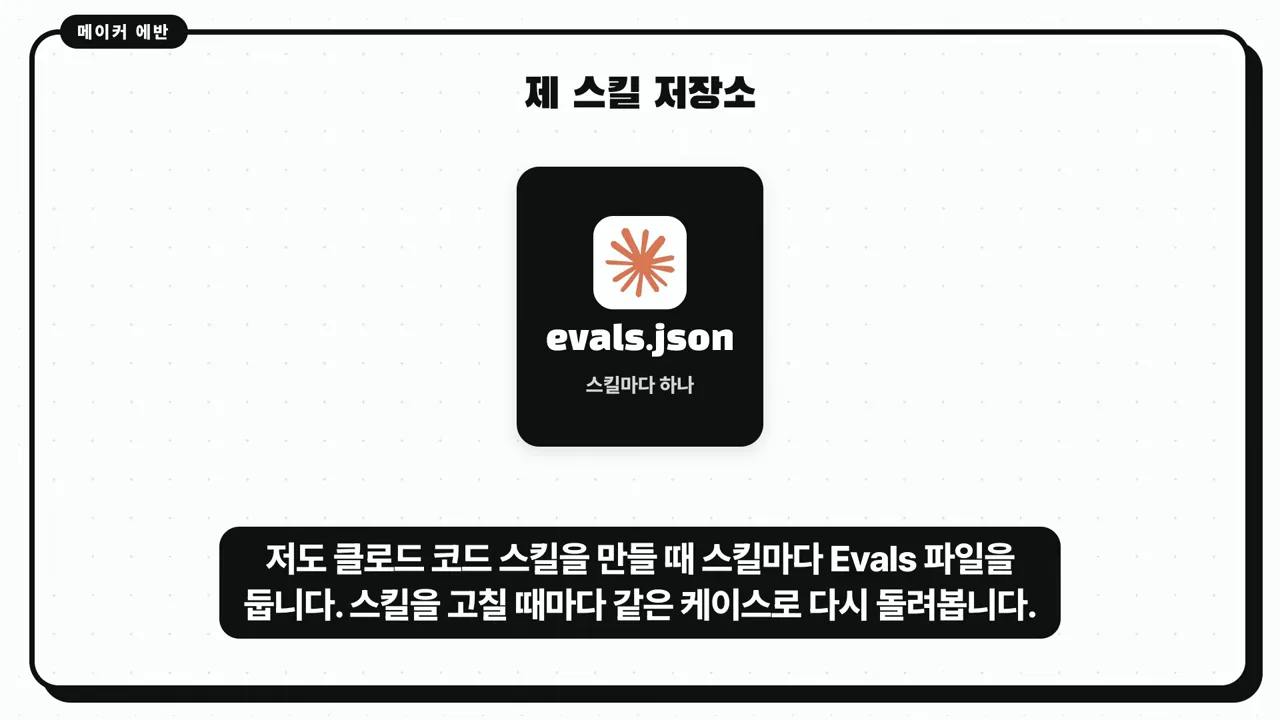 메이커 에반
제 스킬 저장소
evals.json
스킬마다 하나
저도 클로드 코드 스킬을 만들 때 스킬마다 Evals 파일을
둡니다. 스킬을 고칠 때마다 같은 케이스로 다시 돌려봅니다.